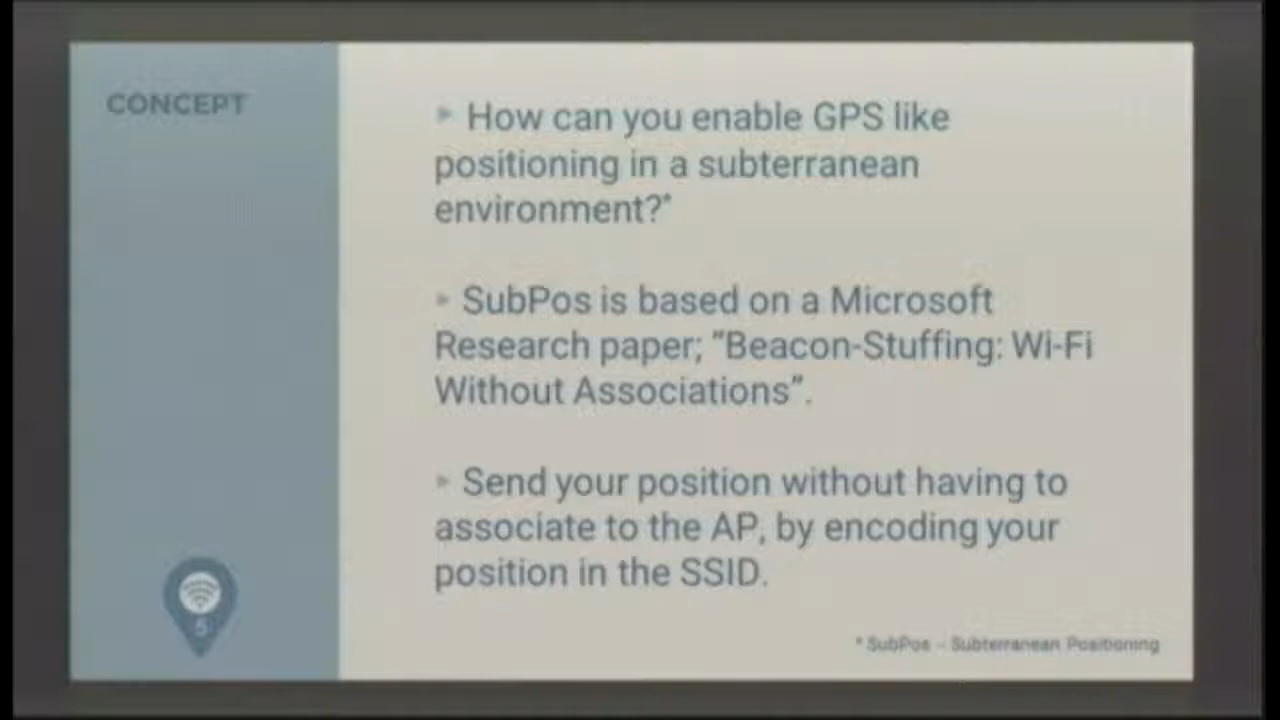 CONCEPT
▸ How can you enable GPS like
positioning in a subterranean
environment?*
▸ SubPos is based on a Microsoft
Research paper; “Beacon-Stuffing: Wi-Fi
Without Associations”.
▸ Send your position without having to
associate to the AP, by encoding your
position in the SSID.
5
* SubPos - Subterranean Positioning